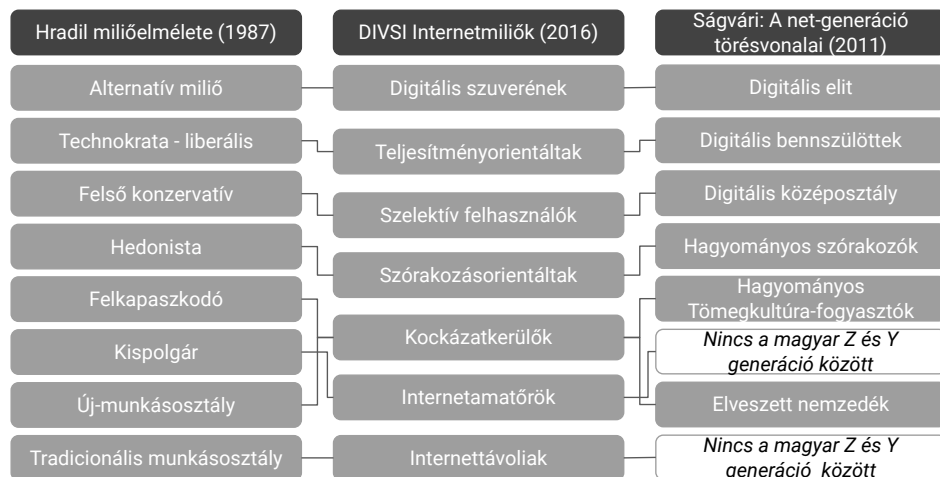 Hradil miliőelmélete (1987)
Alternatív milió
Technokrata - liberális
Felső konzervatív
Hedonista
Felkapaszkodó
Kispolgár
Új-munkásosztály
Tradicionális munkásosztály
DIVSI Internetmiliők (2016)
Digitális szuverének
Teljesítményorientáltak
Szelektív felhasználók
Szórakozásorientáltak
Kockázatkerülők
Internetamatőrök
Internettávoliak
Ságvári: A net-generáció
törésvonalai (2011)
Digitális elit
Digitális bennszülöttek
Digitális középosztály
Hagyományos szórakozók
Hagyományos
Tömegkultúra-fogyasztók
Nincs a magyar Z és Y
generáció között
Elveszett nemzedék
Nincs a magyar Z és Y
generáció között